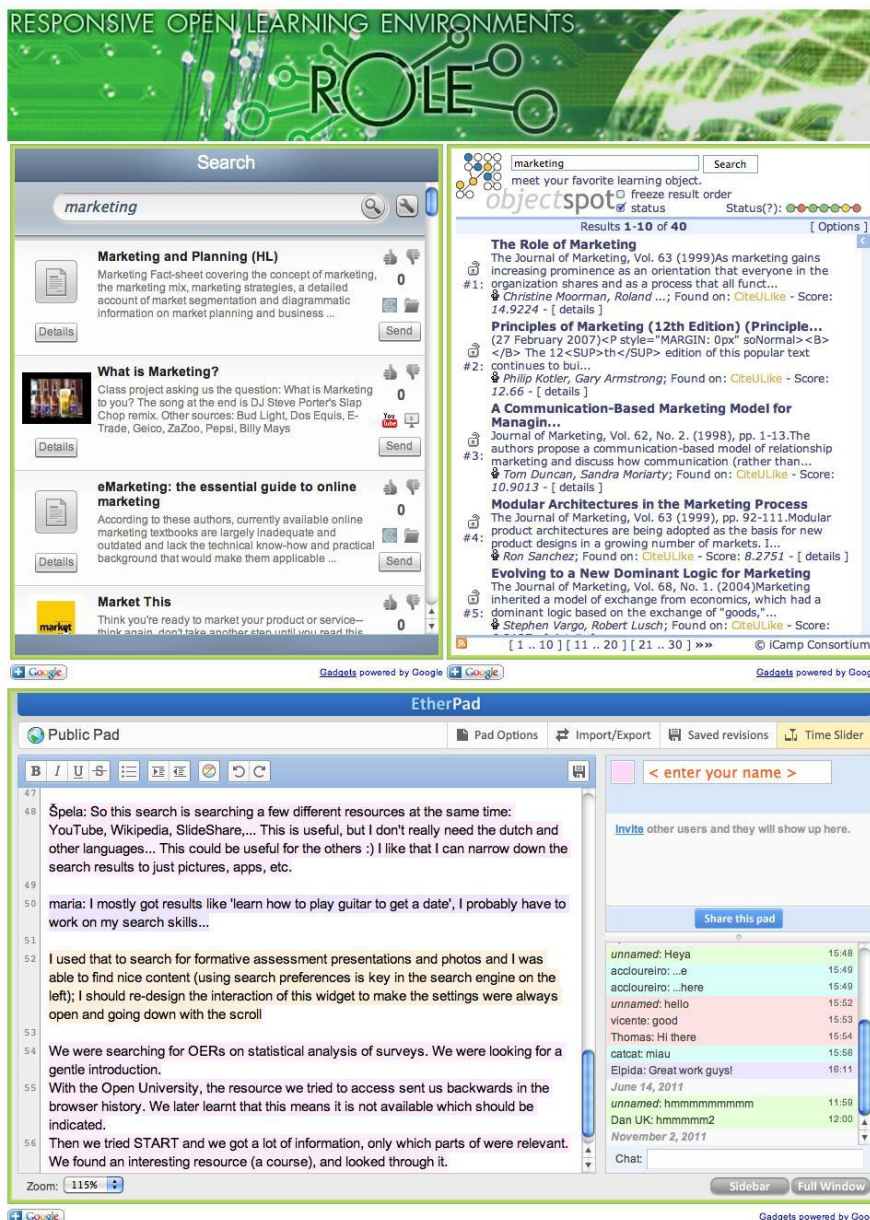 RESPONSIVE OPEN LEARNING ENVIRONMENTS
ROLE
Search
marketing
Marketing and Planning (HL)
Marketing Fact-sheet covering the concept of marketing,
the marketing mix, marketing strategies, a detailed
account of market segmentation and diagrammatic
information on market planning and business ...
0
Details
Send
What is Marketing?
Class project asking us the question: What is Marketing
to you? The song at the end is DJ Steve Porter's Slap
Chop remix. Other sources: Bud Light, Dos Equis, E-
Trade, Geico, ZaZoo, Pepsi, Billy Mays
0
You Tube
Details
Send
eMarketing: the essential guide to online
marketing
According to these authors, currently available online
marketing textbooks are largely inadequate and
outdated and lack the technical know-how and practical
background that would make them applicable ...
0
Details
Send
Market This
Think you're ready to market your product or service—
think again, don't take another step until you read this
0
market
Google
Gadgets powered by Google
marketing
Search
meet your favorite learning object.
objectspot
freeze result order
status
Status(?):
Results 1-10 of 40
[ Options ]
The Role of Marketing
The Journal of Marketing, Vol. 63 (1999)As marketing gains
increasing prominence as an orientation that everyone in the
#1: organization shares and as a process that all funct...
Christine Moorman, Roland ...; Found on: CiteULike - Score:
14.9224 - [ details ]
Principles of Marketing (12th Edition) (Principle...
(27 February 2007)<P style="MARGIN: 0px" soNormal><B>
</B> The 12<SUP>th</SUP> edition of this popular text
#2: continues to bui...
Philip Kotler, Gary Armstrong; Found on: CiteULike - Score:
12.66 - [ details ]
A Communication-Based Marketing Model for
Managin...
Journal of Marketing, Vol. 62, No. 2. (1998), pp. 1-13.The
authors propose a communication-based model of relationship
#3: marketing and discuss how communication (rather than...
Tom Duncan, Sandra Moriarty; Found on: CiteULike - Score:
10.9013 - [ details ]
Modular Architectures in the Marketing Process
The Journal of Marketing, Vol. 63 (1999), pp. 92-111.Modular
product architectures are being adopted as the basis for new
#4: product designs in a growing number of markets. I...
Ron Sanchez; Found on: CiteULike - Score: 8.2751 - [ details ]
Evolving to a New Dominant Logic for Marketing
The Journal of Marketing, Vol. 68, No. 1. (2004)Marketing
inherited a model of exchange from economics, which had a
#5: dominant logic based on the exchange of "goods,"...
Stephen Vargo, Robert Lusch; Found on: CiteULike - Score:
[ 1 .. 10 ] [ 11 .. 20 ] [ 21 .. 30 ] »»
© iCamp Consortium
Google
Gadgets powered by Goog
EtherPad
Public Pad
Pad Options
Import/Export
Saved revisions
Time Slider
B I U S
47
48 Špela: So this search is searching a few different resources at the same time:
YouTube, Wikipedia, SlideShare,... This is useful, but I don't really need the dutch and
other languages... This could be useful for the others :) I like that I can narrow down the
search results to just pictures, apps, etc.
49
50 maria: I mostly got results like 'learn how to play guitar to get a date', I probably have to
work on my search skills...
51
52 I used that to search for formative assessment presentations and photos and I was
able to find nice content (using search preferences is key in the search engine on the
left); I should re-design the interaction of this widget to make the settings were always
open and going down with the scroll
53
54 We were searching for OERs on statistical analysis of surveys. We were looking for a
gentle introduction.
55 With the Open University, the resource we tried to access sent us backwards in the
browser history. We later learnt that this means it is not available which should be
indicated.
56 Then we tried START and we got a lot of information, only which parts of were relevant.
We found an interesting resource (a course), and looked through it.
Zoom: 115%
< enter your name >
Invite other users and they will show up here.
Share this pad
unnamed: Heya 15:48
accloureiro: ...e 15:49
accloureiro: ...here 15:49
unnamed: hello 15:52
vicente: good 15:53
Thomas: Hi there 15:54
catcat: miau 15:56
Elpida: Great work guys! 16:11
June 14, 2011
unnamed: hmmmmmmmmm 11:59
Dan UK: hmmmmm2 12:00
November 2, 2011
Chat:
Sidebar
Full Window
Google
Gadgets powered by Goo